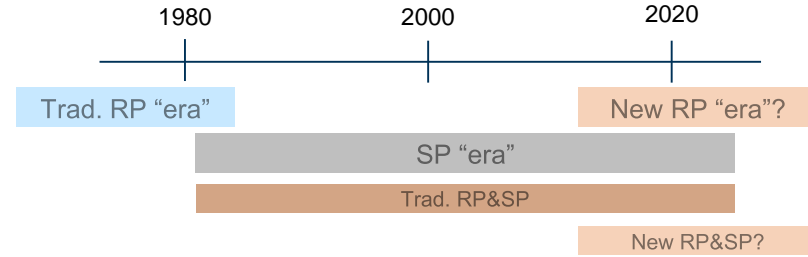 1980 2000 2020
Trad. RP “era” New RP “era”?
SP “era”
Trad. RP&SP
New RP&SP?